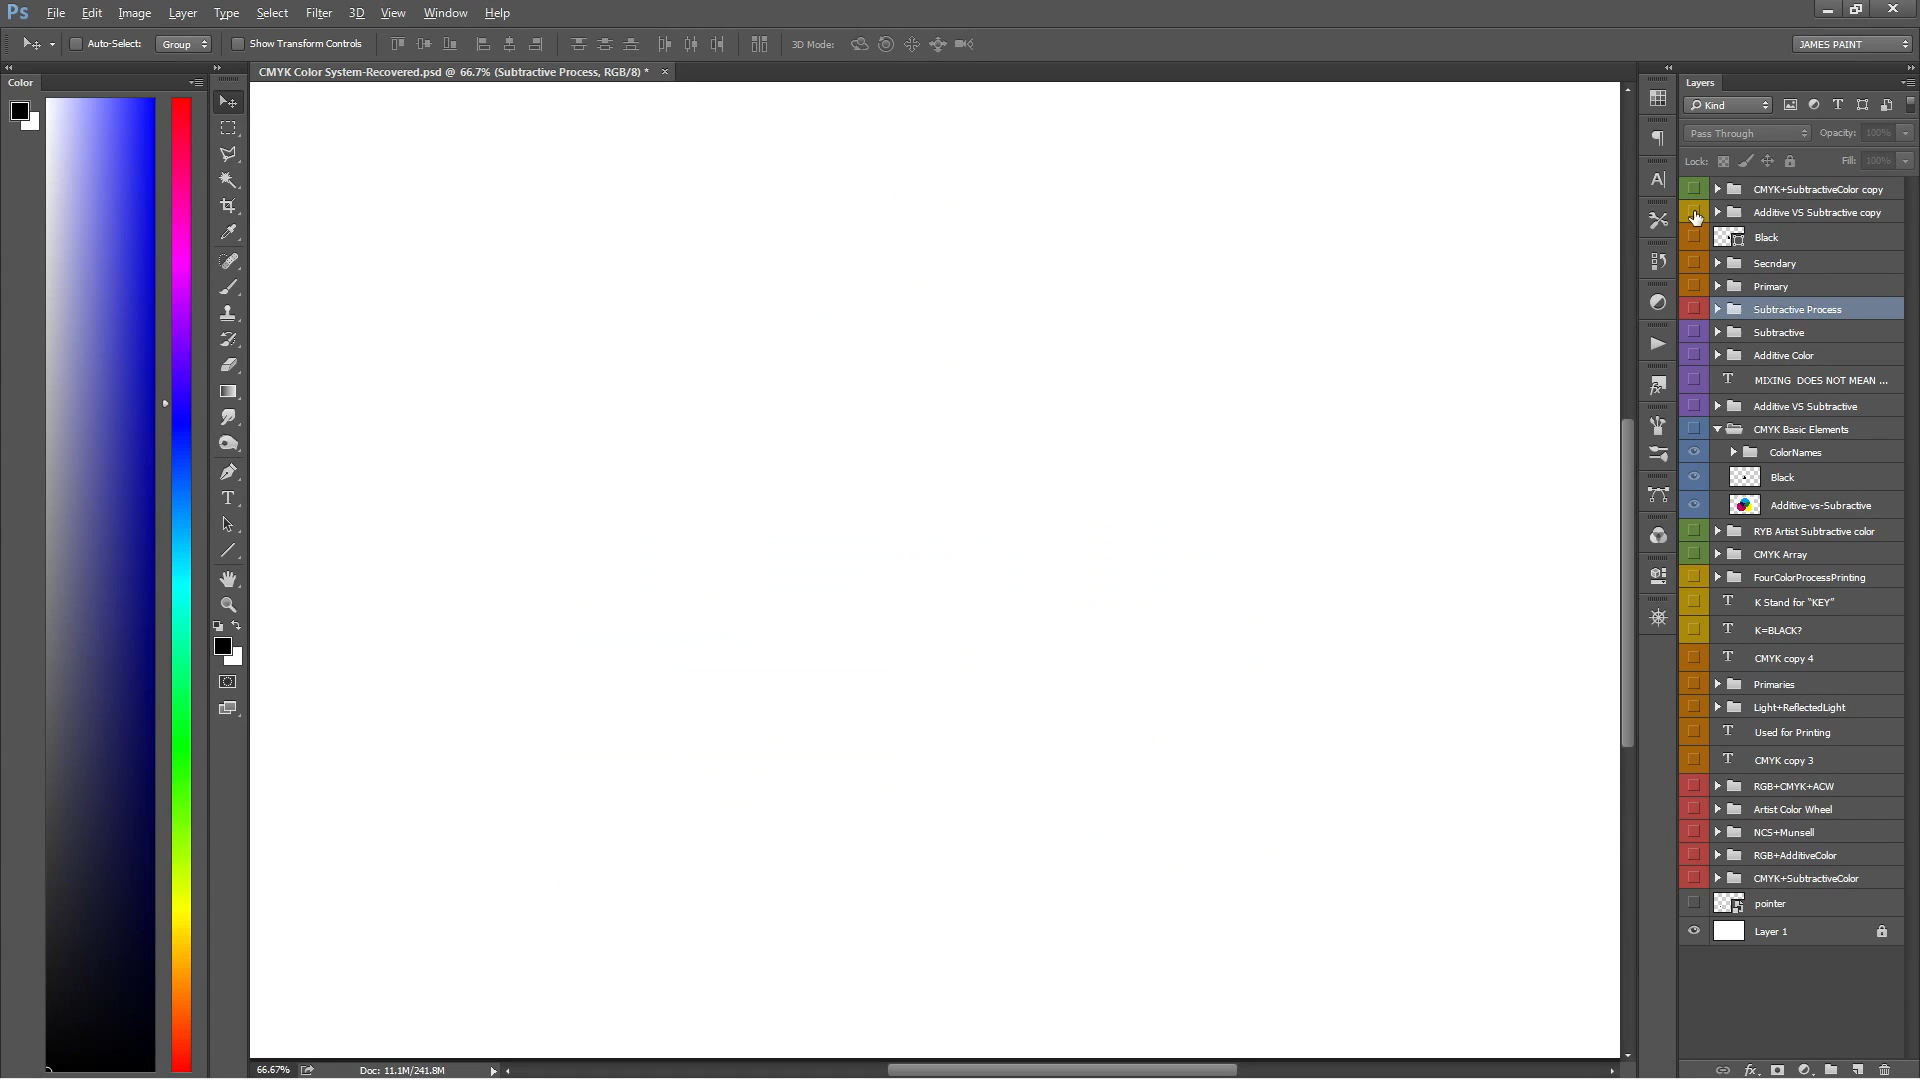 Ps File Edit Image Layer Type Select Filter 3D View Window Help
Auto-Select: Group Show Transform Controls 3D Mode: JAMES PAINT
CMYK Color System-Recovered.psd @ 66.7% (Subtractive Process, RGB/8) * ×
Color
Layers
Kind
Pass Through Opacity: 100%
Lock: Fill: 100%
CMYK+SubtractiveColor copy
Additive VS Subtractive copy
Black
Secndary
Primary
Subtractive Process
Subtractive
Additive Color
MIXING DOES NOT MEAN ...
Additive VS Subtractive
CMYK Basic Elements
ColorNames
Black
Additive-vs-Subractive
RYB Artist Subtractive color
CMYK Array
FourColorProcessPrinting
K Stand for "KEY"
K=BLACK?
CMYK copy 4
Primaries
Light+ReflectedLight
Used for Printing
CMYK copy 3
RGB+CMYK+ACW
Artist Color Wheel
NCS+Munsell
RGB+AdditiveColor
CMYK+SubtractiveColor
pointer
Layer 1
66.67% Doc: 11.1M/241.8M